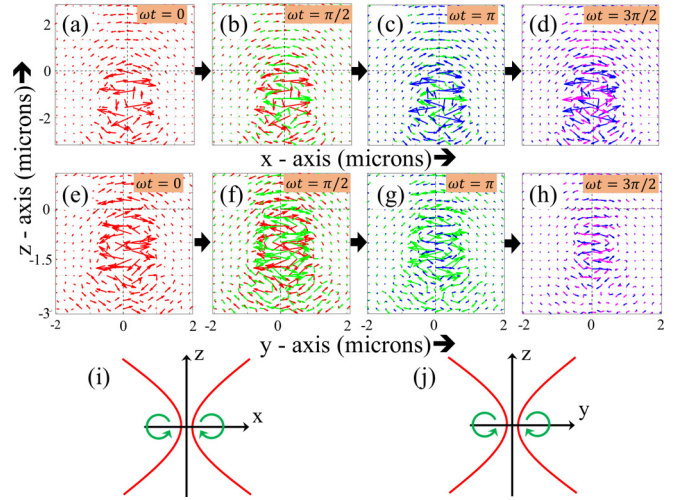 (a) ωt = 0
(b) ωt = π/2
(c) ωt = π
(d) ωt = 3π/2
2
0
-2
x - axis (microns)
z - axis (microns)
(e) ωt = 0
(f) ωt = π/2
(g) ωt = π
(h) ωt = 3π/2
0
-1.5
-3
-2 0 2 -2 0 2 -2 0 2 -2 0 2
y - axis (microns)
(i) z x
(j) z y